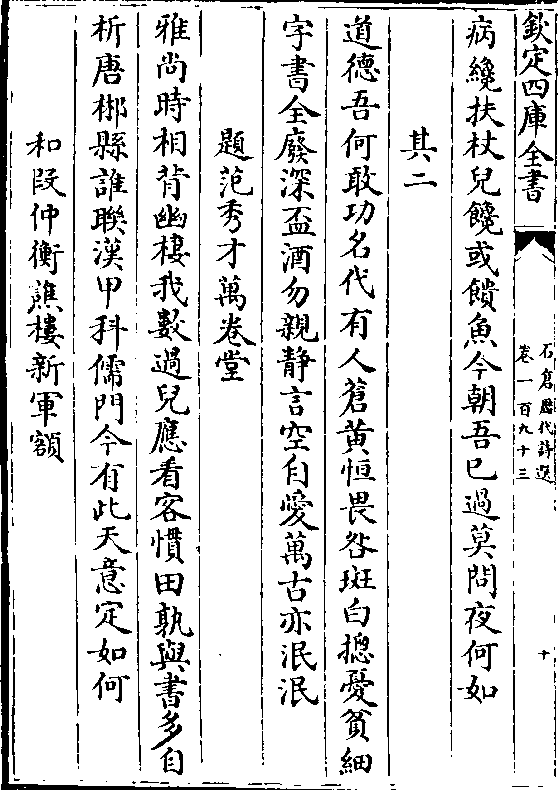 欽定四庫全書
石倉歷代詩選
卷一百九十三
十
病纔扶杖兒饞或饋魚今朝吾已過莫問夜何如
其二
道德吾何敢功名代有人蒼黄恒畏咎斑白揔憂貧細
字書全廢深盃酒勿親静言空自愛萬古亦泯泯
題范秀才萬卷堂
雅尚時相背幽棲我數過兒應看客慣田孰與書多自
析唐郴縣誰聯漢甲科儒門今有此天意定如何
和段仲衡譙樓新軍額